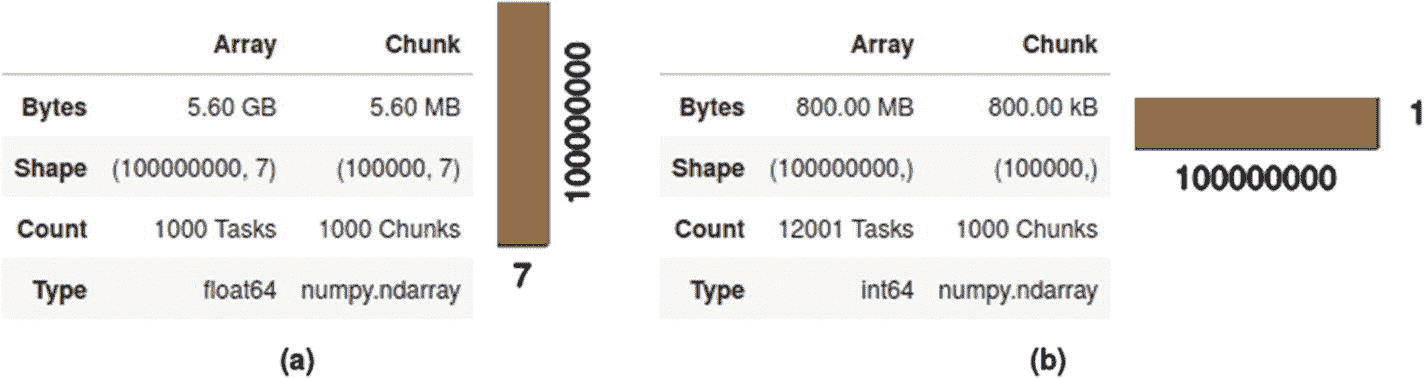 Array Chunk
Bytes 5.60 GB 5.60 MB
Shape (100000000, 7) (100000, 7)
Count 1000 Tasks 1000 Chunks
Type float64 numpy.ndarray
100000000
7
(a)
Array Chunk
Bytes 800.00 MB 800.00 kB
Shape (100000000,) (100000,)
Count 12001 Tasks 1000 Chunks
Type int64 numpy.ndarray
1
100000000
(b)